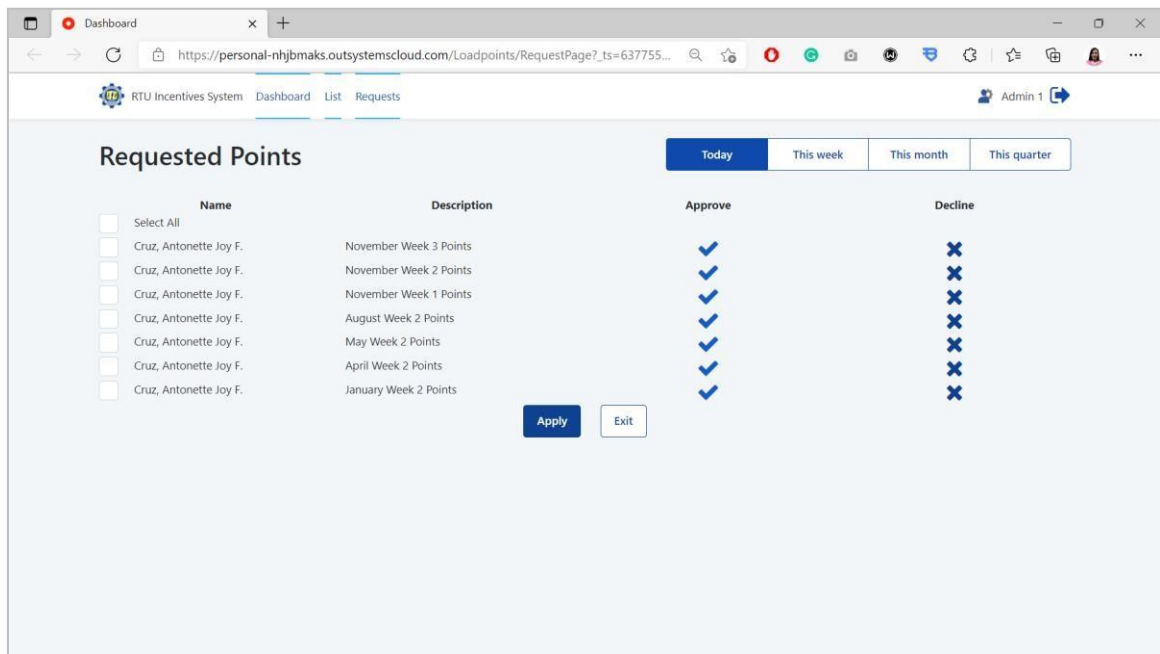 Dashboard
https://personal-nhjbmaks.outsystemscloud.com/Loadpoints/RequestPage?_ts=637755...
RTU Incentives System Dashboard List Requests Admin 1
Requested Points
Today This week This month This quarter
Name Description Approve Decline
Select All
Cruz, Antonette Joy F. November Week 3 Points
Cruz, Antonette Joy F. November Week 2 Points
Cruz, Antonette Joy F. November Week 1 Points
Cruz, Antonette Joy F. August Week 2 Points
Cruz, Antonette Joy F. May Week 2 Points
Cruz, Antonette Joy F. April Week 2 Points
Cruz, Antonette Joy F. January Week 2 Points
Apply Exit